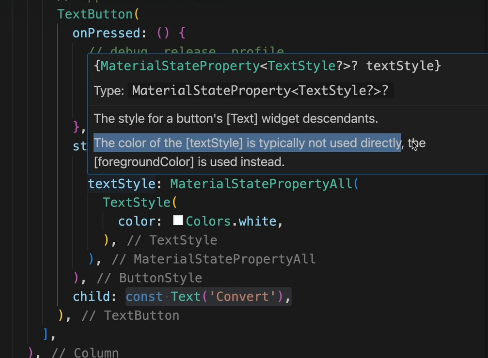 TextButton(
onPressed: () {
// debug, release, profile
{MaterialStateProperty<TextStyle?>? textStyle}
Type: MaterialStateProperty<TextStyle?>?
The style for a button's [Text] widget descendants.
},
st
The color of the [textStyle] is typically not used directly, the
[foregroundColor] is used instead.
textStyle: MaterialStatePropertyAll(
TextStyle(
color: Colors.white,
), // TextStyle
), // MaterialStatePropertyAll
), // ButtonStyle
child: const Text('Convert'),
), // TextButton
],
), // Column